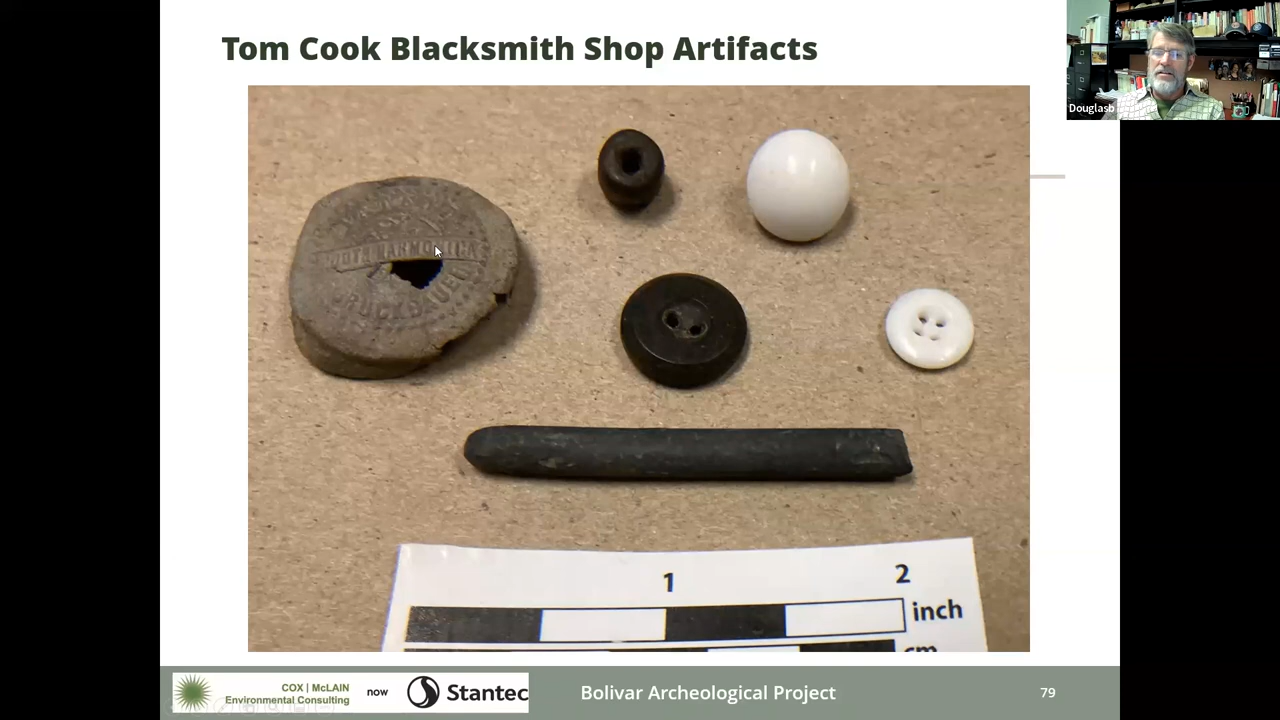 Tom Cook Blacksmith Shop Artifacts
Douglasb
1
2
inch
cm
COX | McLAIN
Environmental Consulting
now
Stantec
Bolivar Archeological Project
79